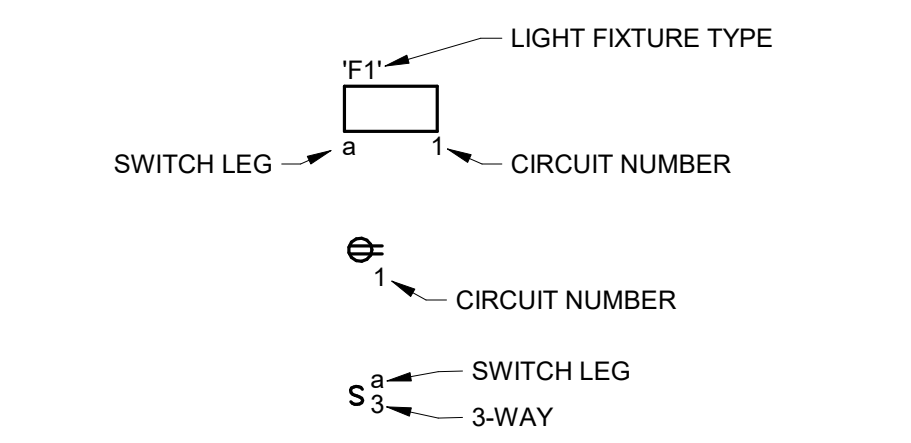 LIGHT FIXTURE TYPE
'F1'
a
1
SWITCH LEG
CIRCUIT NUMBER
1
CIRCUIT NUMBER
S
a
SWITCH LEG
3
3-WAY